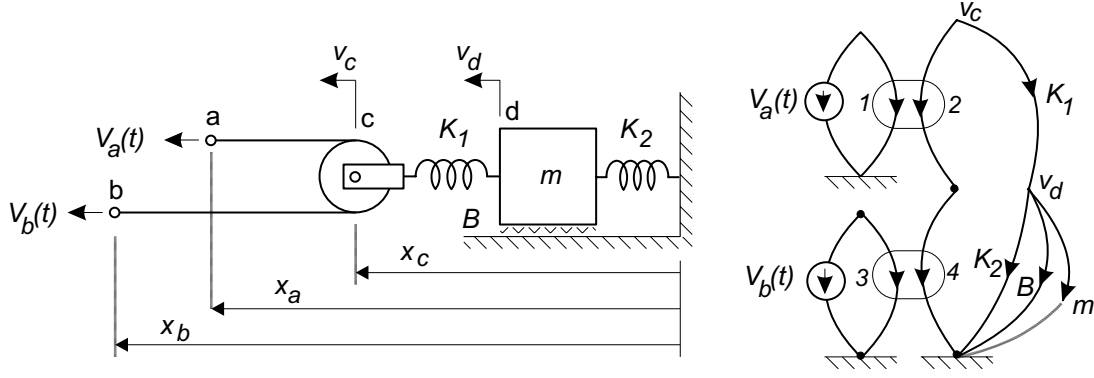 v_c
v_d
a
c
d
K_1
K_2
V_a(t)
b
m
V_b(t)
B
x_c
x_a
x_b
v_c
V_a(t)
1
2
K_1
v_d
V_b(t)
3
4
K_2
B
m